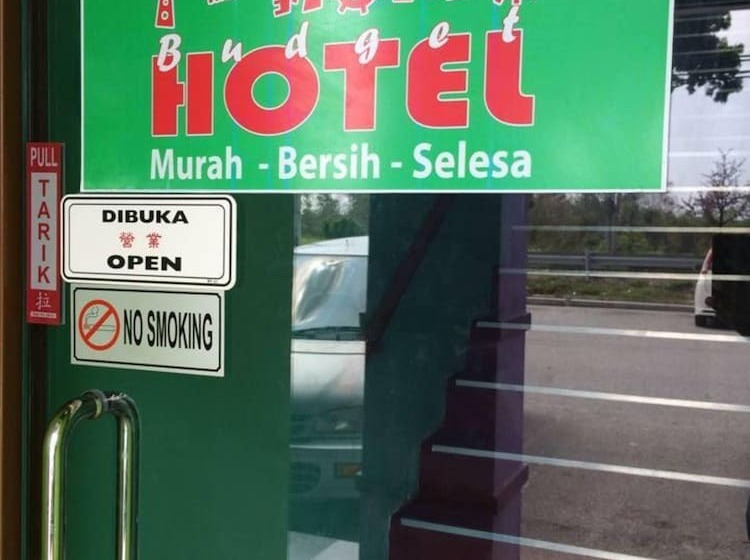 Budget
HOTEL
Murah - Bersih - Selesa
PULL
TARIK
拉
DIBUKA
營業
OPEN
NO SMOKING